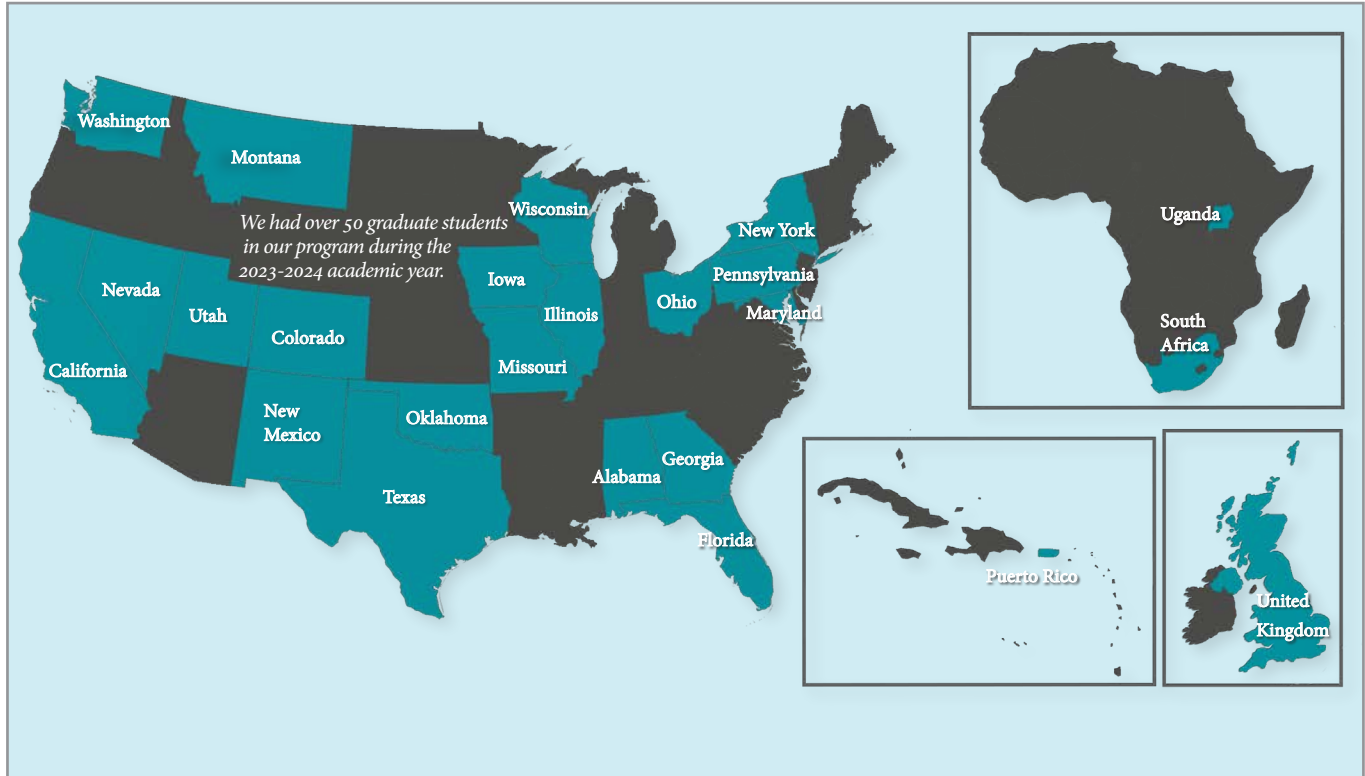 Washington
Montana
Wisconsin
We had over 50 graduate students
in our program during the
2023-2024 academic year.
New York
Pennsylvania
Iowa
Nevada
Ohio
Maryland
Illinois
Utah
Colorado
Missouri
California
New
Mexico
Oklahoma
Georgia
Alabama
Texas
Florida
Uganda
South
Africa
Puerto Rico
United
Kingdom